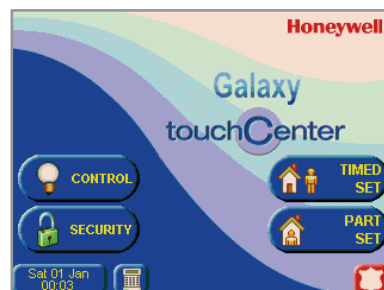 Honeywell
Galaxy
touchCenter
CONTROL
TIMED
SET
SECURITY
PART
SET
Sat 01 Jan
00:03